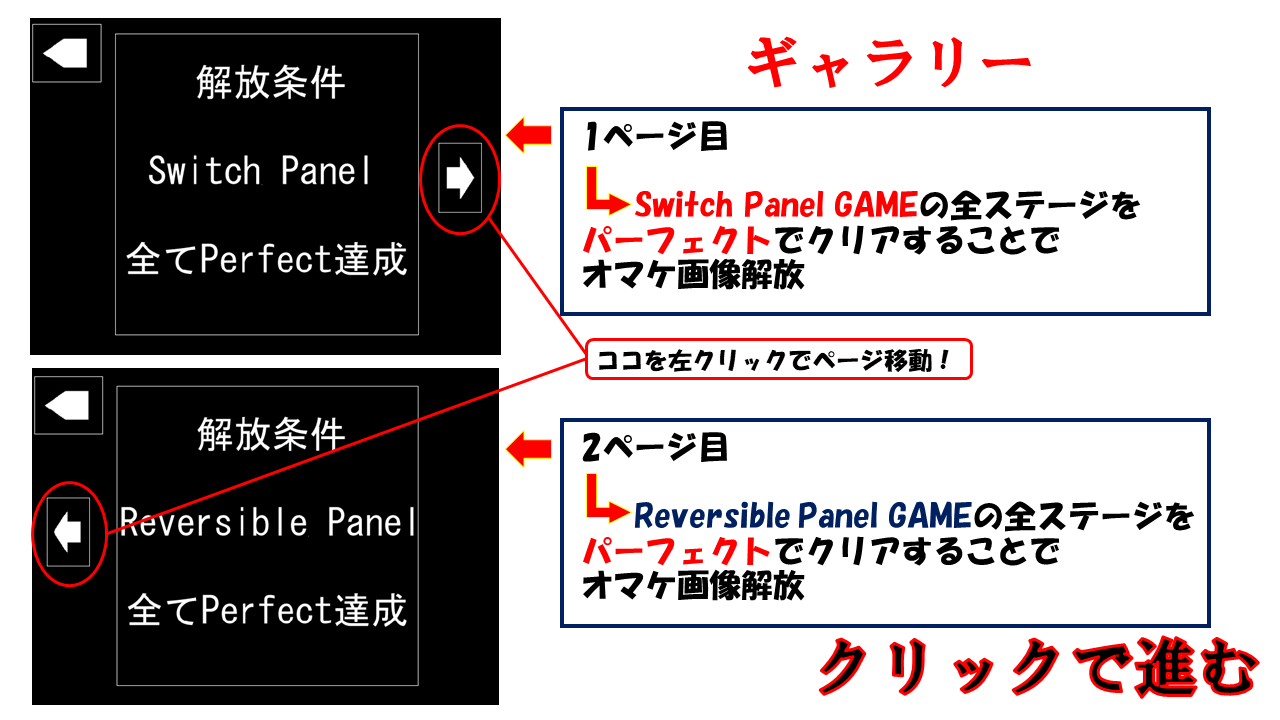 ギャラリー
解放条件
Switch Panel
全てPerfect達成
1ページ目
Switch Panel GAMEの全ステージを
パーフェクトでクリアすることで
オマケ画像解放
ココを左クリックでページ移動！
解放条件
Reversible Panel
全てPerfect達成
2ページ目
Reversible Panel GAMEの全ステージを
パーフェクトでクリアすることで
オマケ画像解放
クリックで進む